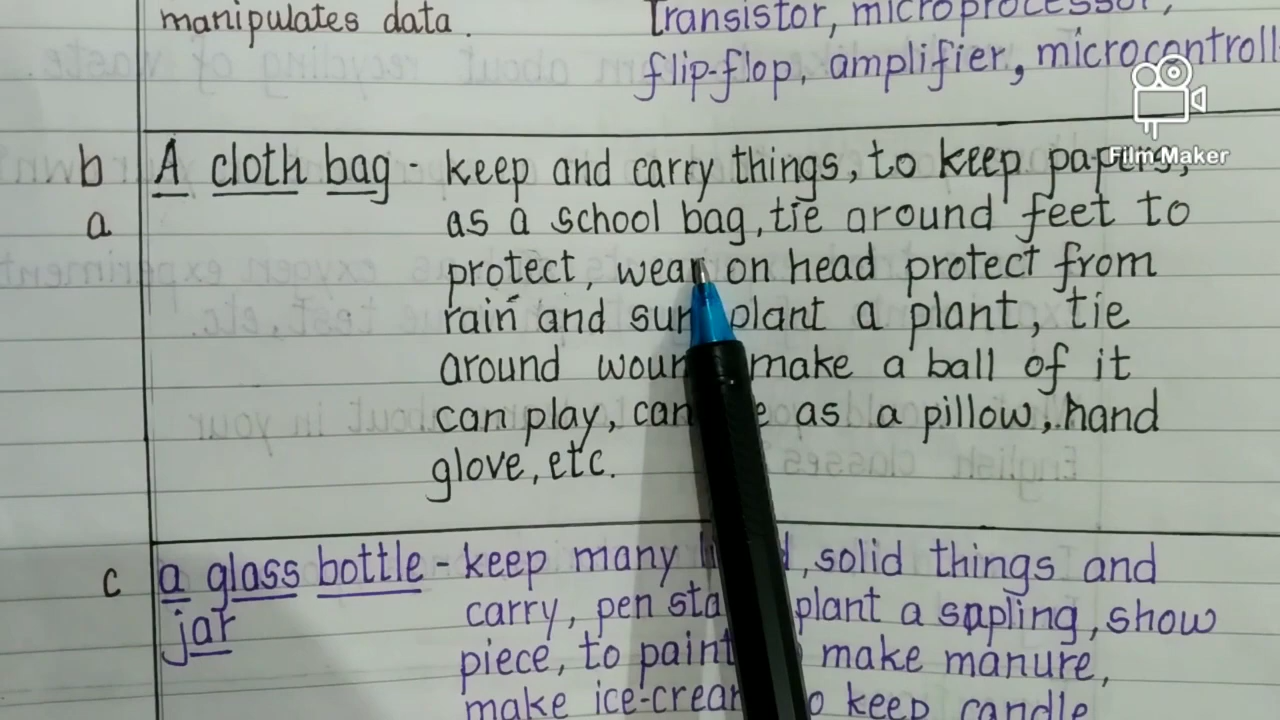 manipulates data.
Transistor, microprocessor,
flip-flop, amplifier, microcontroll
Film Maker
b A cloth bag - keep and carry things, to keep papers,
a as a school bag, tie around feet to
protect, wear on head protect from
rain and sun plant a plant, tie
around make a ball of it
can play, can as a pillow, hand
glove, etc.
c a glass bottle - keep many solid things and
jar carry, pen plant a sapling, show
piece, to paint make manure,
make ice-cream to keep candle